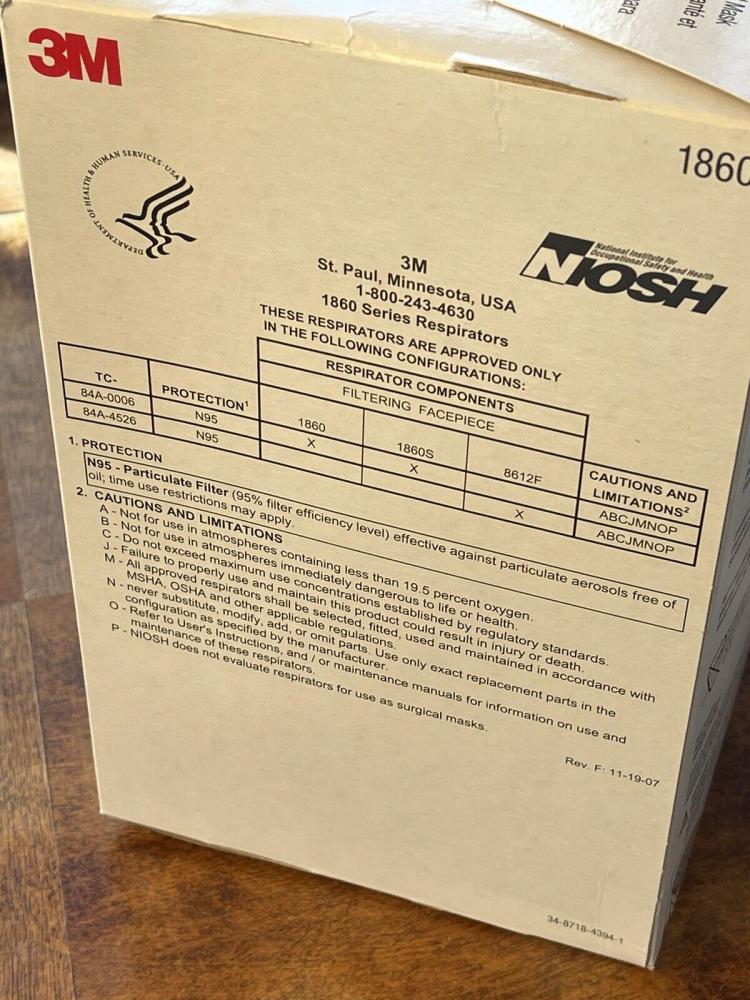 Mask
anté et
ara
3M
1860
DEPARTMENT OF HEALTH & HUMAN SERVICES·USA
National Institute for
Occupational Safety and Health
NIOSH
3M
St. Paul, Minnesota, USA
1-800-243-4630
1860 Series Respirators
THESE RESPIRATORS ARE APPROVED ONLY
IN THE FOLLOWING CONFIGURATIONS:
RESPIRATOR COMPONENTS
FILTERING FACEPIECE
TC- PROTECTION¹ 1860 1860S 8612F CAUTIONS AND LIMITATIONS²
84A-0006 N95 X X ABCJMNOP
84A-4526 N95 X ABCJMNOP
1. PROTECTION
N95 - Particulate Filter (95% filter efficiency level) effective against particulate aerosols free of
oil; time use restrictions may apply.
2. CAUTIONS AND LIMITATIONS
A - Not for use in atmospheres containing less than 19.5 percent oxygen.
B - Not for use in atmospheres immediately dangerous to life or health.
C - Do not exceed maximum use concentrations established by regulatory standards.
J - Failure to properly use and maintain this product could result in injury or death.
M - All approved respirators shall be selected, fitted, used and maintained in accordance with
MSHA, OSHA and other applicable regulations.
N - never substitute, modify, add, or omit parts. Use only exact replacement parts in the
configuration as specified by the manufacturer.
O - Refer to User's Instructions, and / or maintenance manuals for information on use and
maintenance of these respirators.
P - NIOSH does not evaluate respirators for use as surgical masks.
Rev. F: 11-19-07
34-8718-4394-1